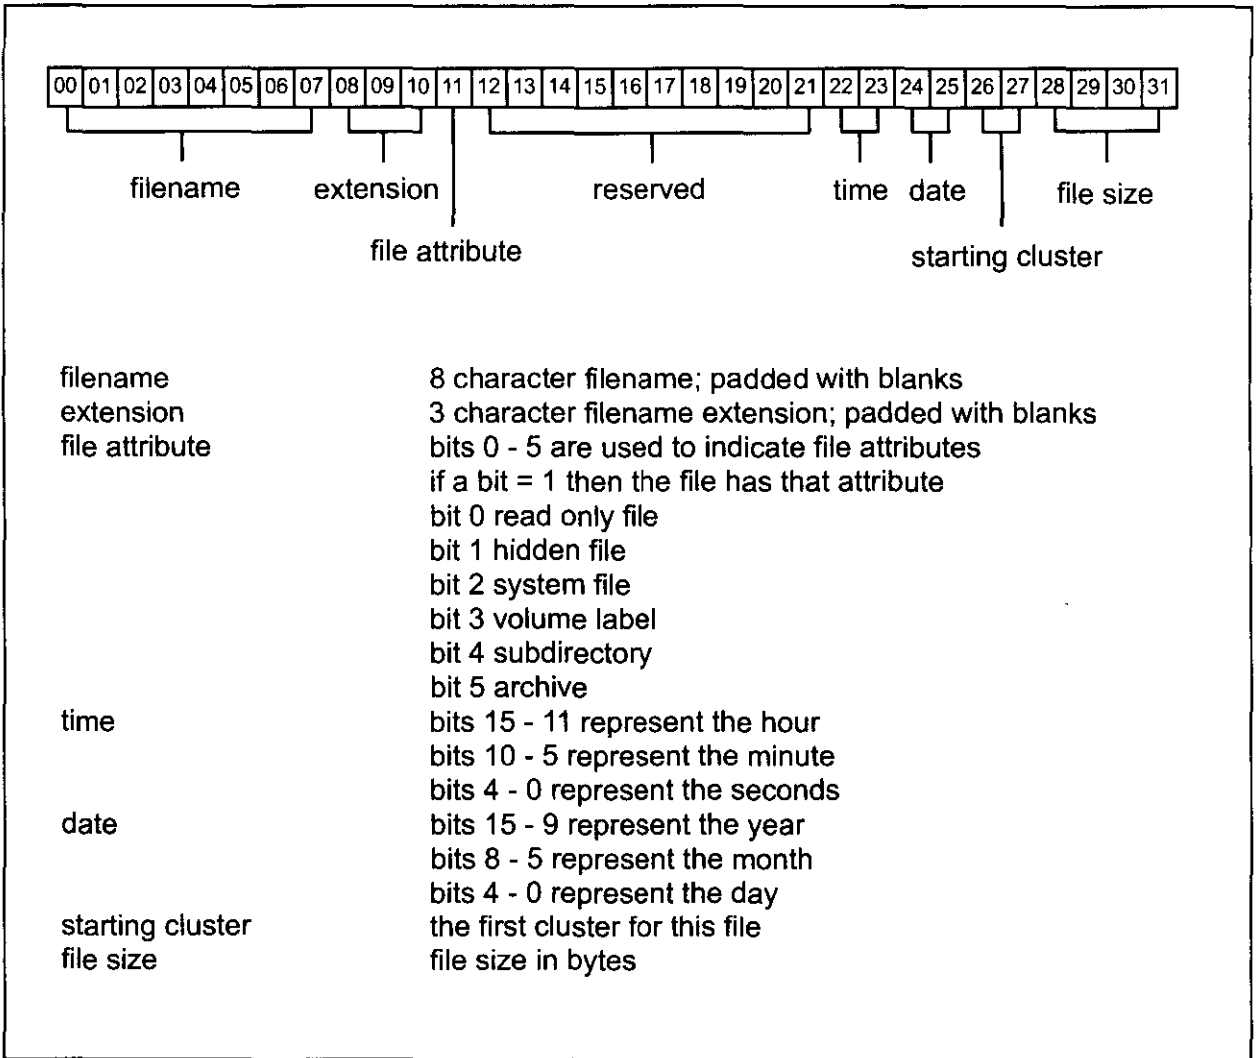 00 01 02 03 04 05 06 07 08 09 10 11 12 13 14 15 16 17 18 19 20 21 22 23 24 25 26 27 28 29 30 31
filename extension reserved time date file size
file attribute starting cluster
filename 8 character filename; padded with blanks
extension 3 character filename extension; padded with blanks
file attribute bits 0 - 5 are used to indicate file attributes
if a bit = 1 then the file has that attribute
bit 0 read only file
bit 1 hidden file
bit 2 system file
bit 3 volume label
bit 4 subdirectory
bit 5 archive
time bits 15 - 11 represent the hour
bits 10 - 5 represent the minute
bits 4 - 0 represent the seconds
date bits 15 - 9 represent the year
bits 8 - 5 represent the month
bits 4 - 0 represent the day
starting cluster the first cluster for this file
file size file size in bytes